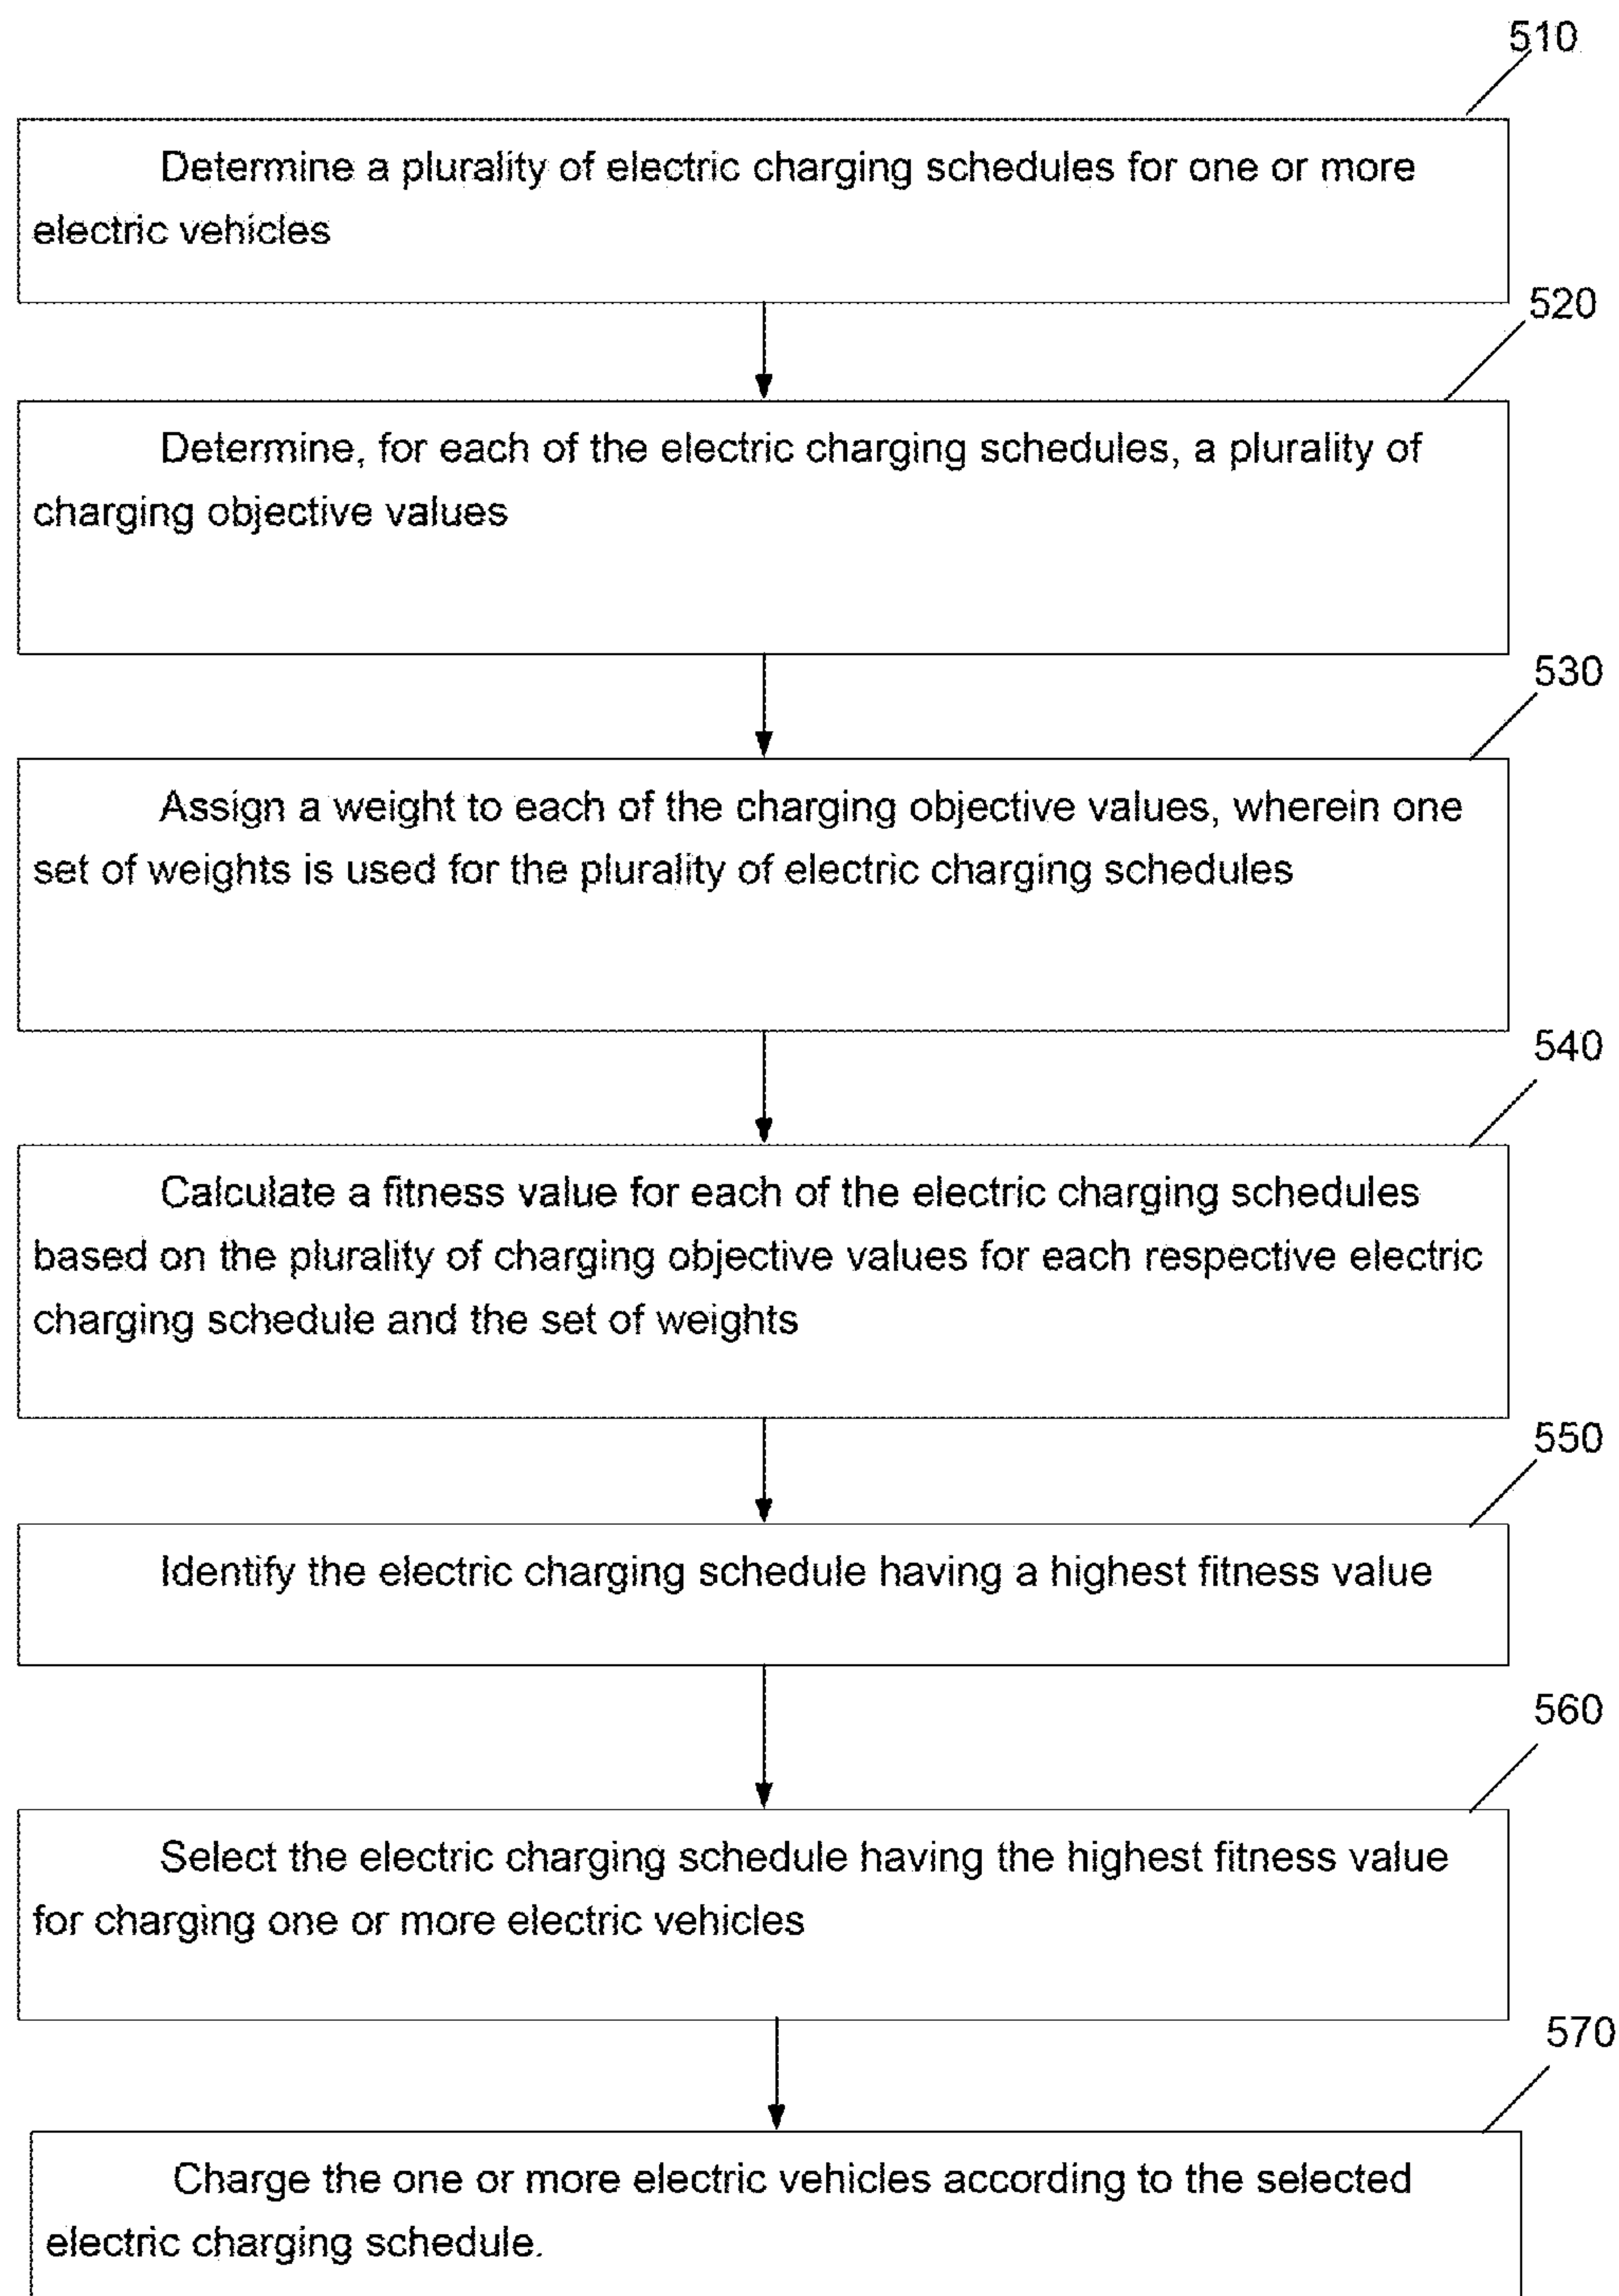 510
Determine a plurality of electric charging schedules for one or more
electric vehicles
520
Determine, for each of the electric charging schedules, a plurality of
charging objective values
530
Assign a weight to each of the charging objective values, wherein one
set of weights is used for the plurality of electric charging schedules
540
Calculate a fitness value for each of the electric charging schedules
based on the plurality of charging objective values for each respective electric
charging schedule and the set of weights
550
Identify the electric charging schedule having a highest fitness value
560
Select the electric charging schedule having the highest fitness value
for charging one or more electric vehicles
570
Charge the one or more electric vehicles according to the selected
electric charging schedule.